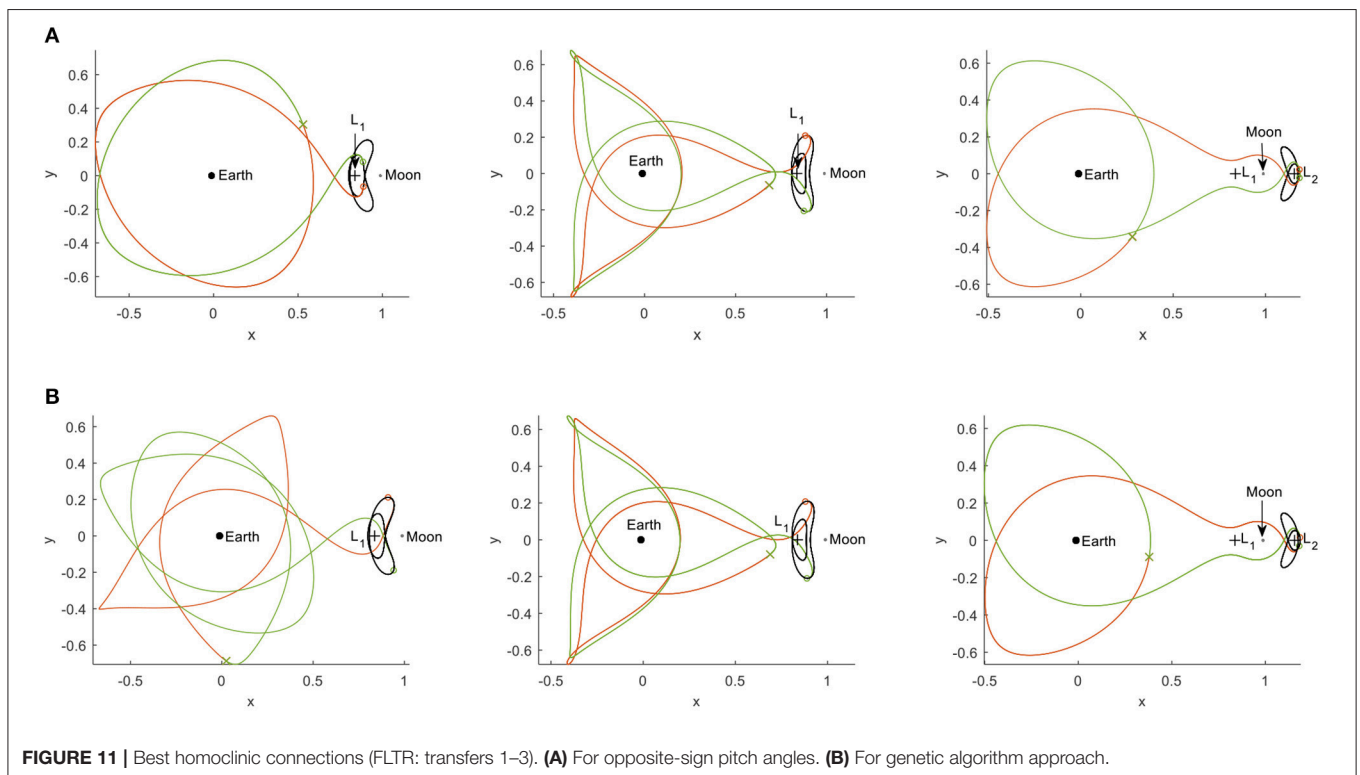 A
y
0.6
0.4
0.2
0
-0.2
-0.4
-0.6
-0.5
0
0.5
1
x
Earth
L1
Moon
y
0.6
0.4
0.2
0
-0.2
-0.4
-0.6
-0.5
0
0.5
1
x
Earth
L1
Moon
y
0.6
0.4
0.2
0
-0.2
-0.4
-0.6
-0.5
0
0.5
1
x
Earth
Moon
L1
L2
B
y
0.6
0.4
0.2
0
-0.2
-0.4
-0.6
-0.5
0
0.5
1
x
Earth
L1
Moon
y
0.6
0.4
0.2
0
-0.2
-0.4
-0.6
-0.5
0
0.5
1
x
Earth
L1
Moon
y
0.6
0.4
0.2
0
-0.2
-0.4
-0.6
-0.5
0
0.5
1
x
Earth
Moon
L1
L2
FIGURE 11 | Best homoclinic connections (FLTR: transfers 1–3). (A) For opposite-sign pitch angles. (B) For genetic algorithm approach.